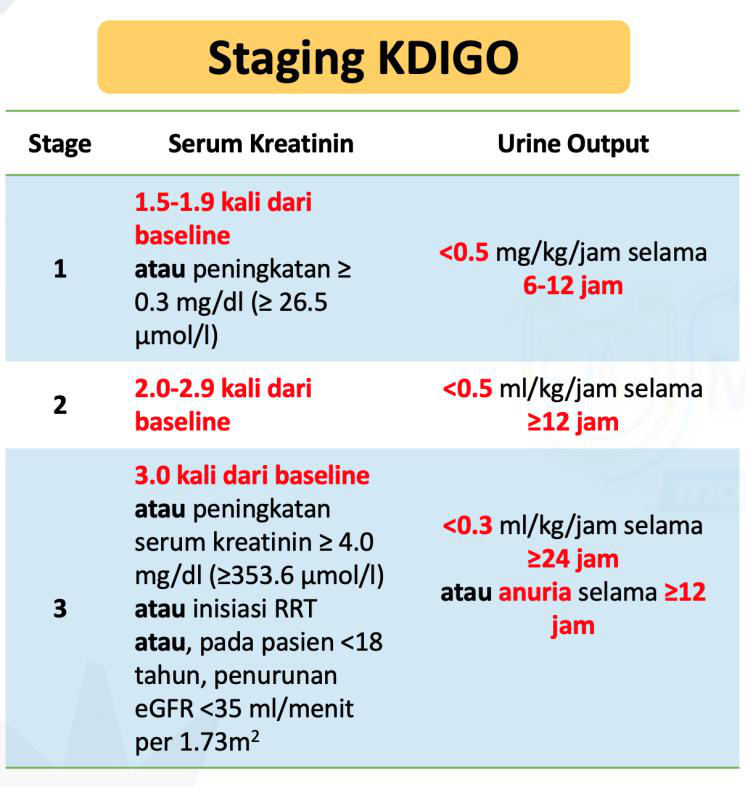 Staging KDIGO
Stage Serum Kreatinin Urine Output
1
1.5-1.9 kali dari
baseline
atau peningkatan ≥
0.3 mg/dl (≥ 26.5
µmol/l)
<0.5 mg/kg/jam selama
6-12 jam
2
2.0-2.9 kali dari
baseline
<0.5 ml/kg/jam selama
≥12 jam
3
3.0 kali dari baseline
atau peningkatan
serum kreatinin ≥ 4.0
mg/dl (≥353.6 µmol/l)
atau inisiasi RRT
atau, pada pasien <18
tahun, penurunan
eGFR <35 ml/menit
per 1.73m²
<0.3 ml/kg/jam selama
≥24 jam
atau anuria selama ≥12
jam